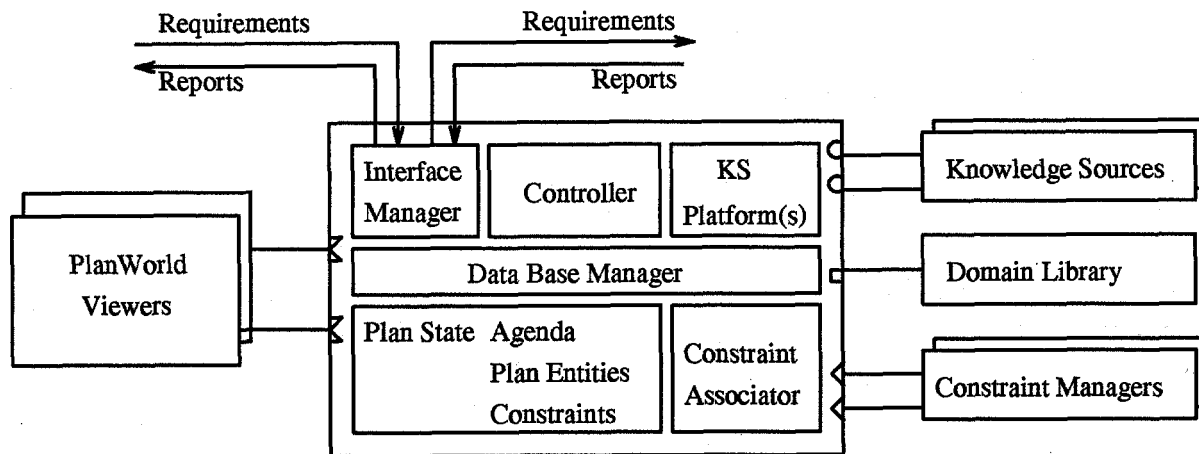 Requirements
Requirements
Reports
Reports
Interface
Manager
Controller
KS
Platform(s)
Knowledge Sources
PlanWorld
Viewers
Data Base Manager
Domain Library
Plan State Agenda
Plan Entities
Constraints
Constraint
Associator
Constraint Managers